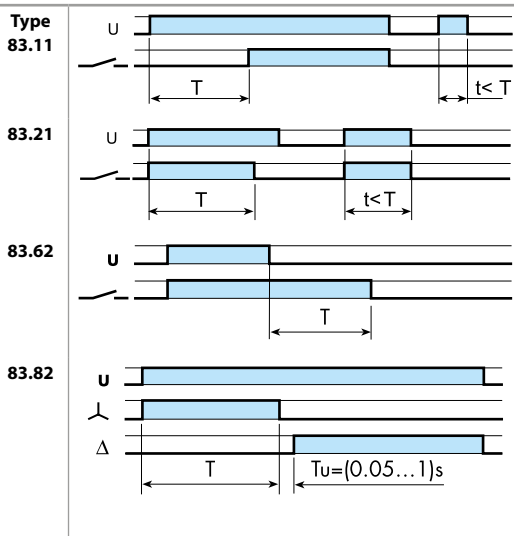 Type
83.11
U
T
t< T
83.21
U
T
t<T
83.62
U
T
83.82
U
Δ
T
Tu=(0.05...1)s